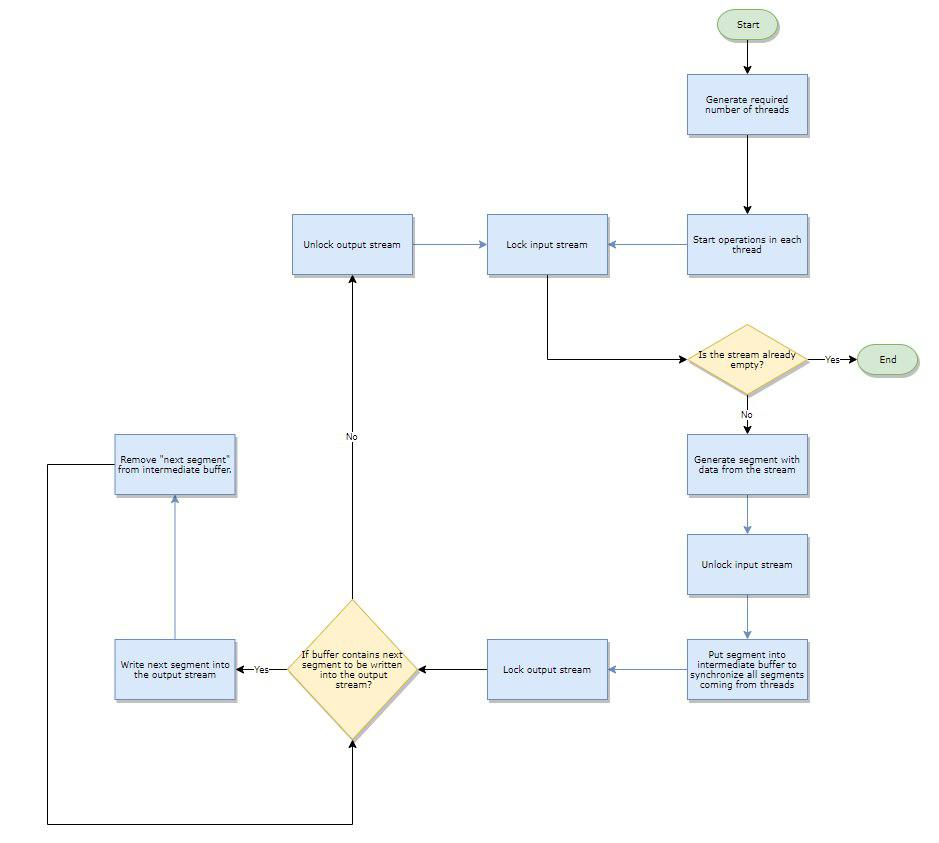 Start
Generate required
number of threads
Unlock output stream
Lock input stream
Start operations in each
thread
Is the stream already
empty?
Yes
End
No
No
Remove "next segment"
from intermediate buffer.
Generate segment with
data from the stream
Unlock input stream
Write next segment into
the output stream
Yes
If buffer contains next
segment to be written
into the output
stream?
Lock output stream
Put segment into
intermediate buffer to
synchronize all segments
coming from threads